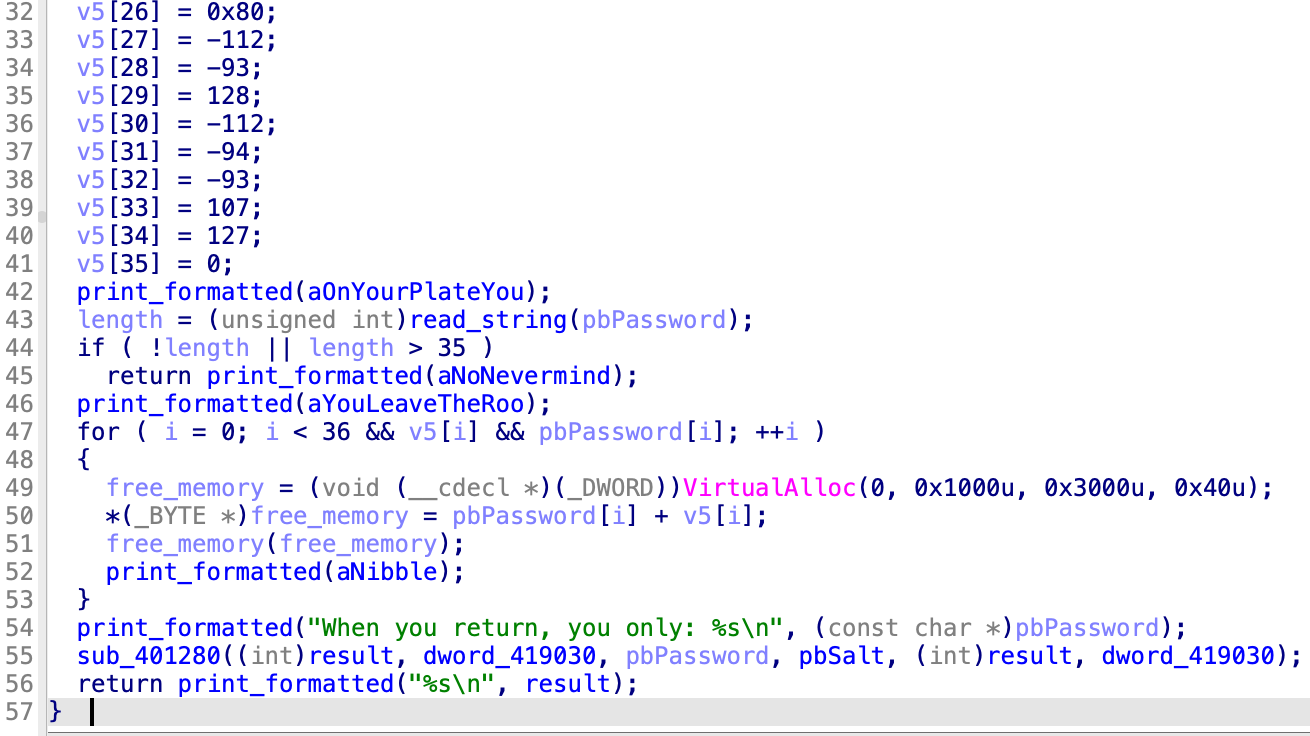 32 v5[26] = 0x80;
33 v5[27] = -112;
34 v5[28] = -93;
35 v5[29] = 128;
36 v5[30] = -112;
37 v5[31] = -94;
38 v5[32] = -93;
39 v5[33] = 107;
40 v5[34] = 127;
41 v5[35] = 0;
42 print_formatted(aOnYourPlateYou);
43 length = (unsigned int)read_string(pbPassword);
44 if ( !length || length > 35 )
45 return print_formatted(aNoNevermind);
46 print_formatted(aYouLeaveTheRoo);
47 for ( i = 0; i < 36 && v5[i] && pbPassword[i]; ++i )
48 {
49 free_memory = (void (__cdecl *)(_DWORD))VirtualAlloc(0, 0x1000u, 0x3000u, 0x40u);
50 *(_BYTE *)free_memory = pbPassword[i] + v5[i];
51 free_memory(free_memory);
52 print_formatted(aNibble);
53 }
54 print_formatted("When you return, you only: %s\n", (const char *)pbPassword);
55 sub_401280((int)result, dword_419030, pbPassword, pbSalt, (int)result, dword_419030);
56 return print_formatted("%s\n", result);
57 }